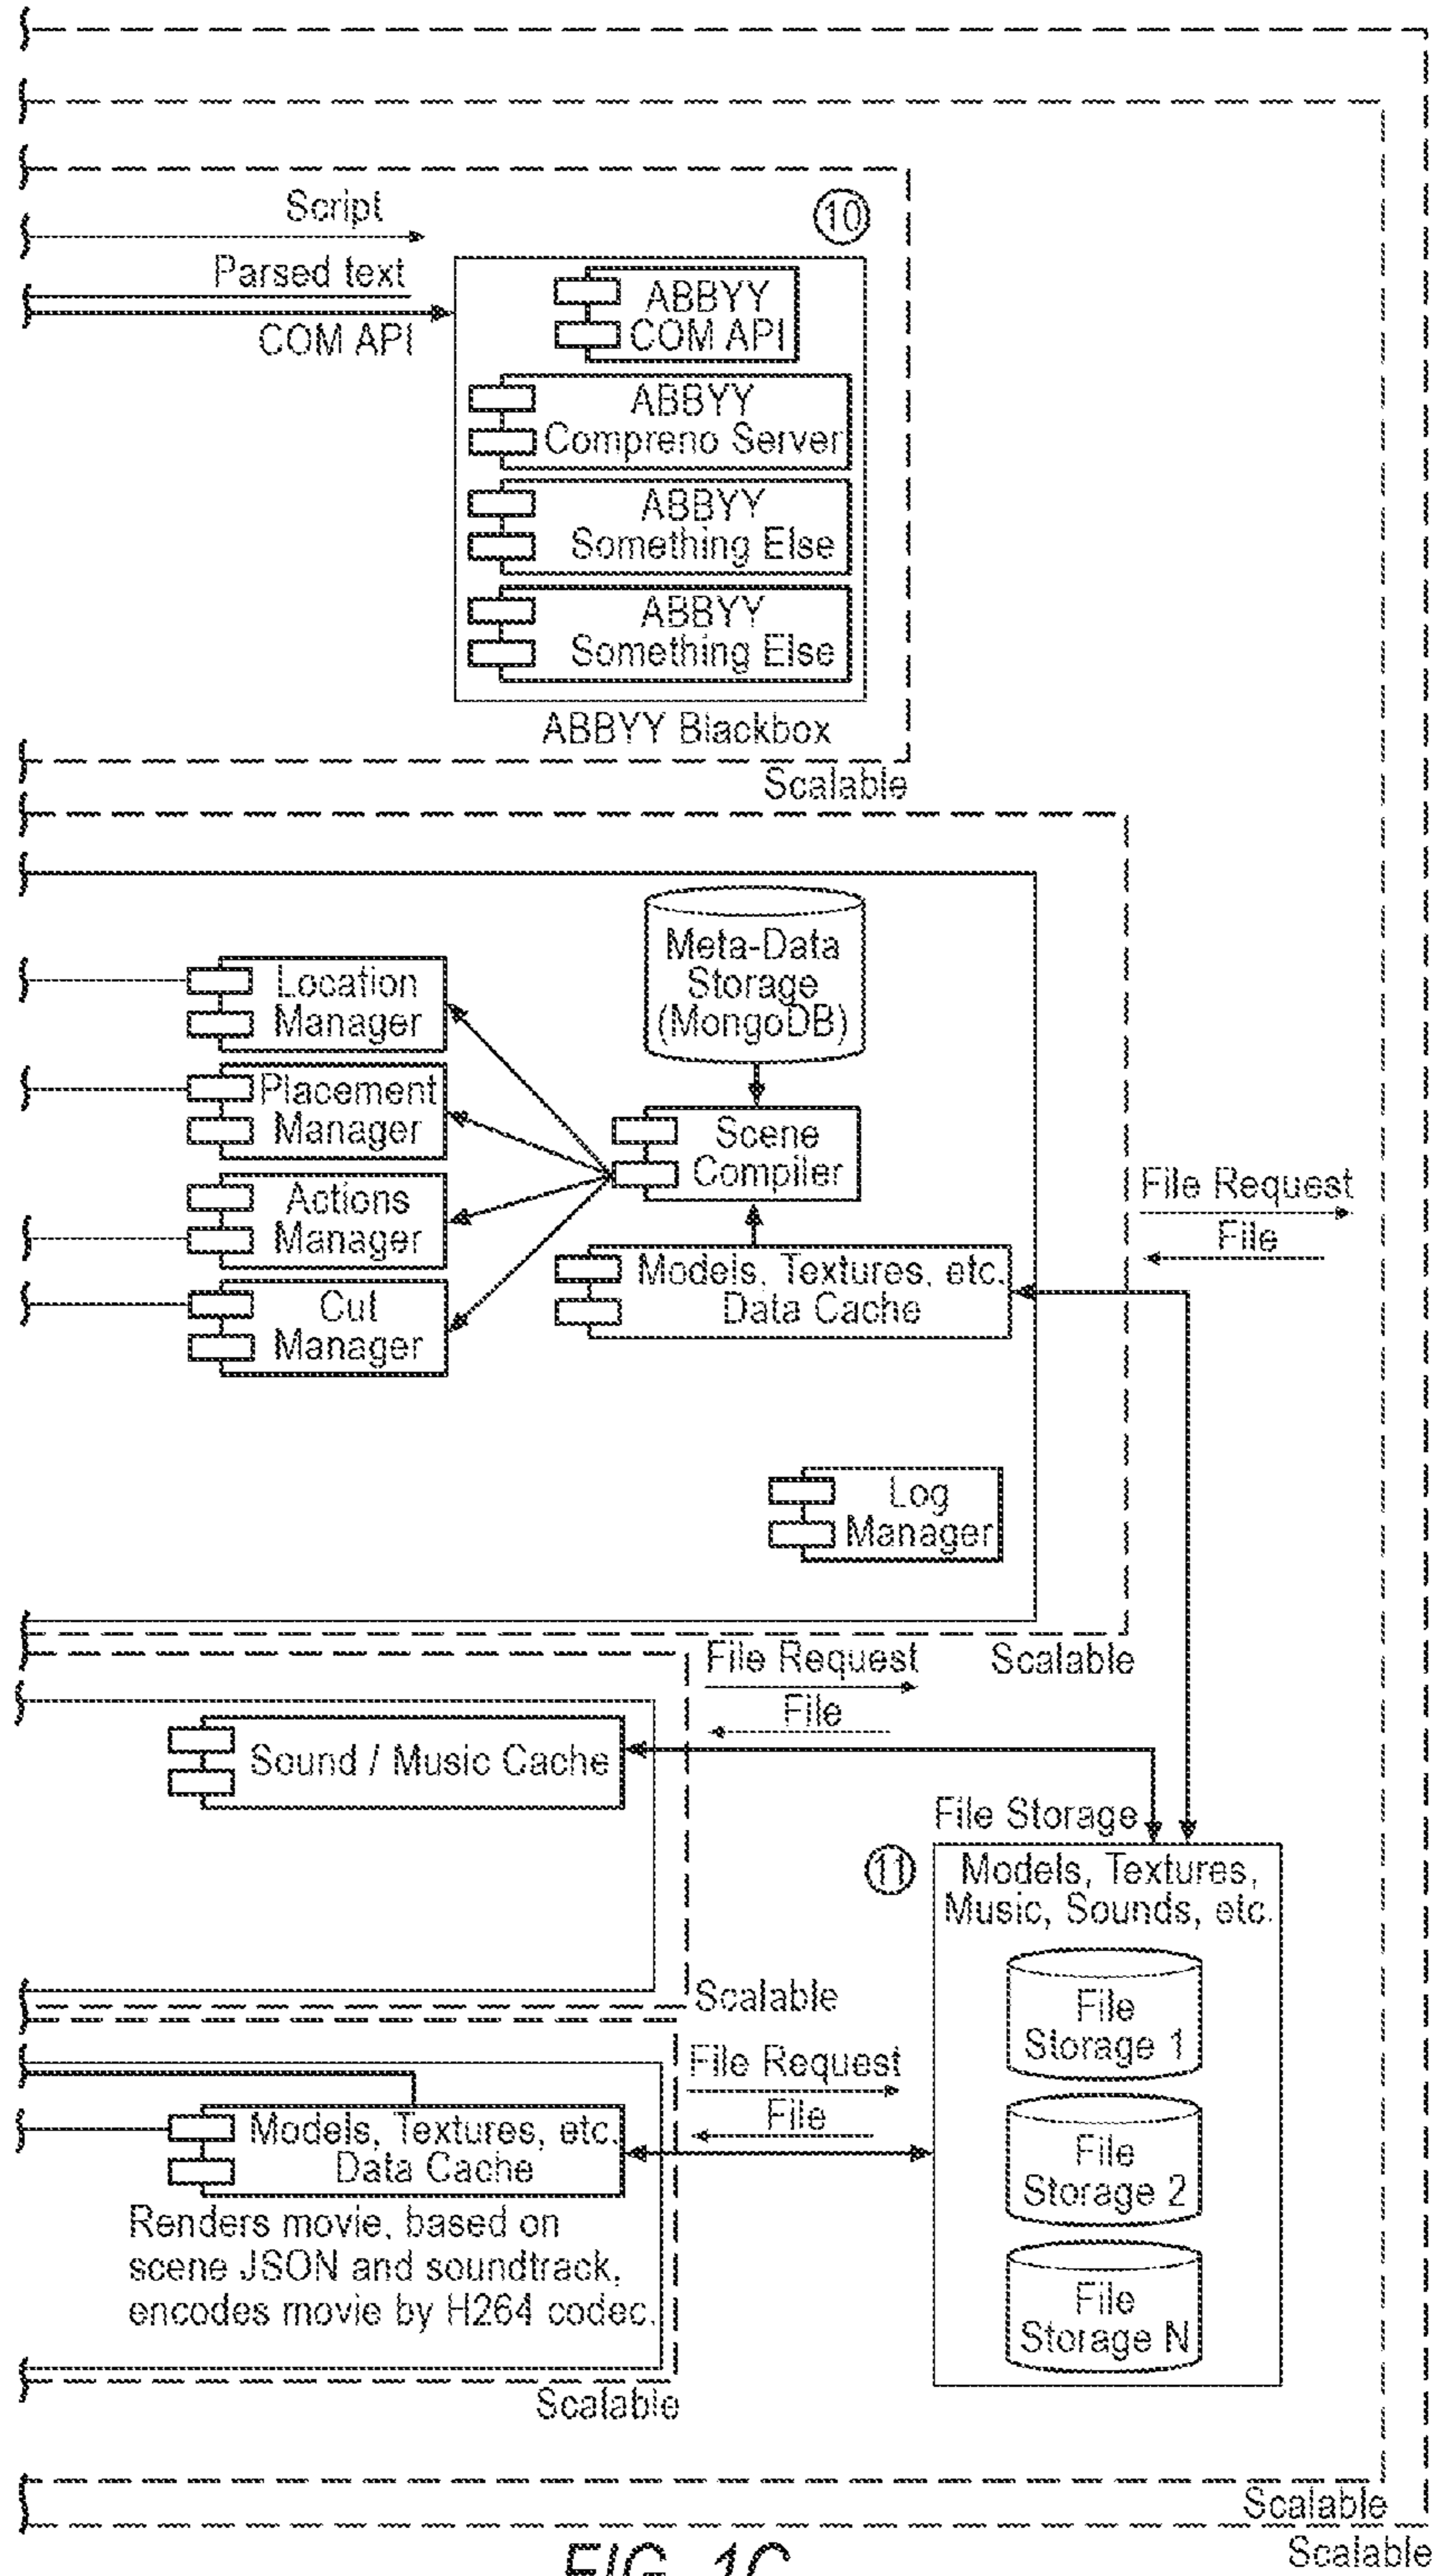 Script
10
Parsed text
COM API
ABBYY
COM API
ABBYY
Compreno Server
ABBYY
Something Else
ABBYY
Something Else
ABBYY Blackbox
Scalable
Meta-Data
Storage
(MongoDB)
Location
Manager
Placement
Manager
Actions
Manager
Cut
Manager
Scene
Compiler
Models, Textures, etc.
Data Cache
File Request
File
Log
Manager
Scalable
File Request
File
Sound / Music Cache
File Storage
11
Models, Textures,
Music, Sounds, etc.
File
Storage 1
File
Storage 2
File
Storage N
Scalable
File Request
File
Models, Textures, etc.
Data Cache
Renders movie, based on
scene JSON and soundtrack,
encodes movie by H264 codec.
Scalable
Scalable
Scalable
FIG. 1C